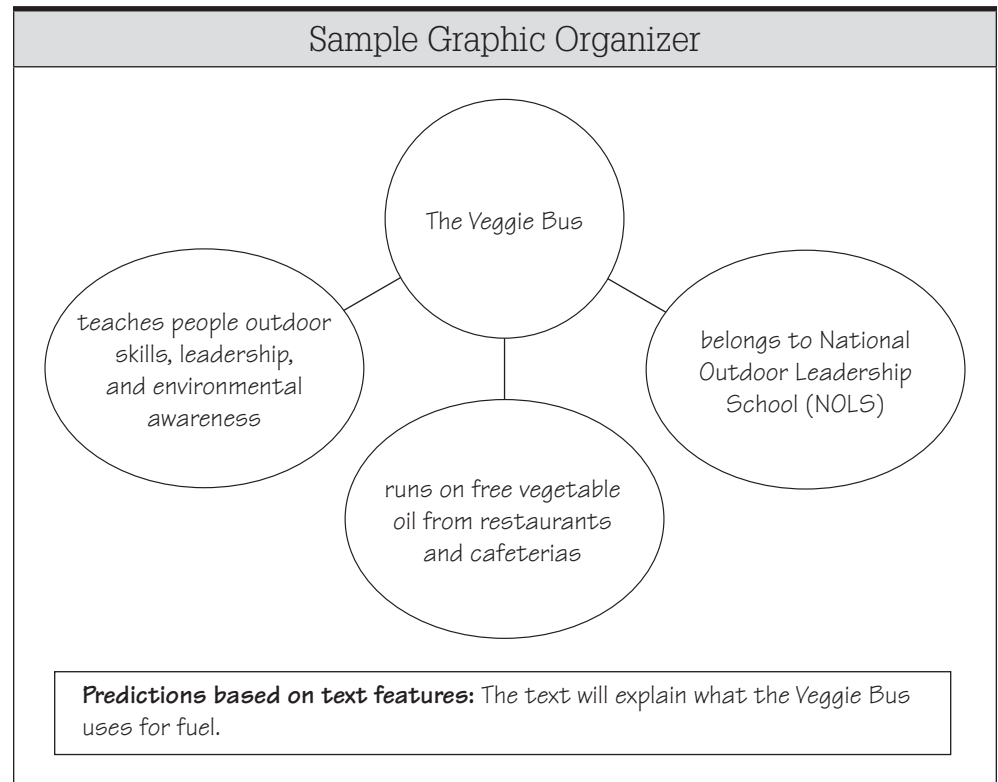 Sample Graphic Organizer
The Veggie Bus
teaches people outdoor
skills, leadership,
and environmental
awareness
runs on free vegetable
oil from restaurants
and cafeterias
belongs to National
Outdoor Leadership
School (NOLS)
Predictions based on text features: The text will explain what the Veggie Bus
uses for fuel.